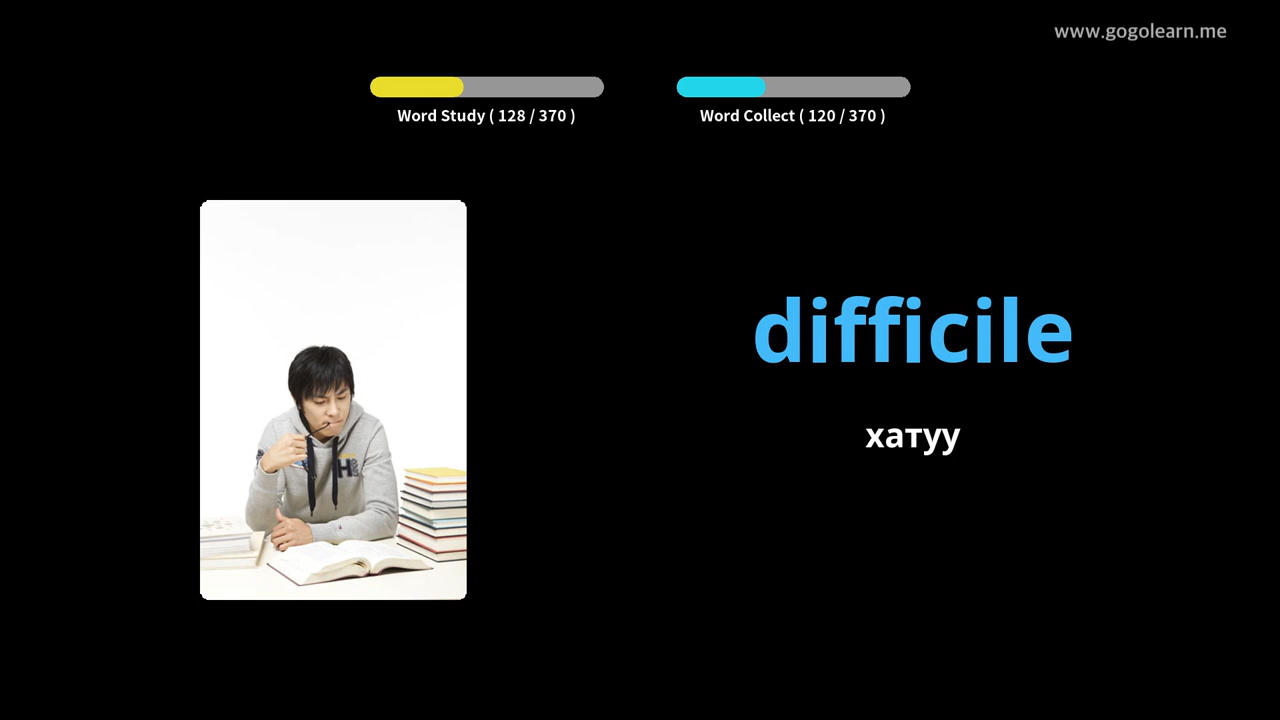 www.gogolearn.me
Word Study ( 128 / 370 )
Word Collect ( 120 / 370 )
difficile
хатуу
H